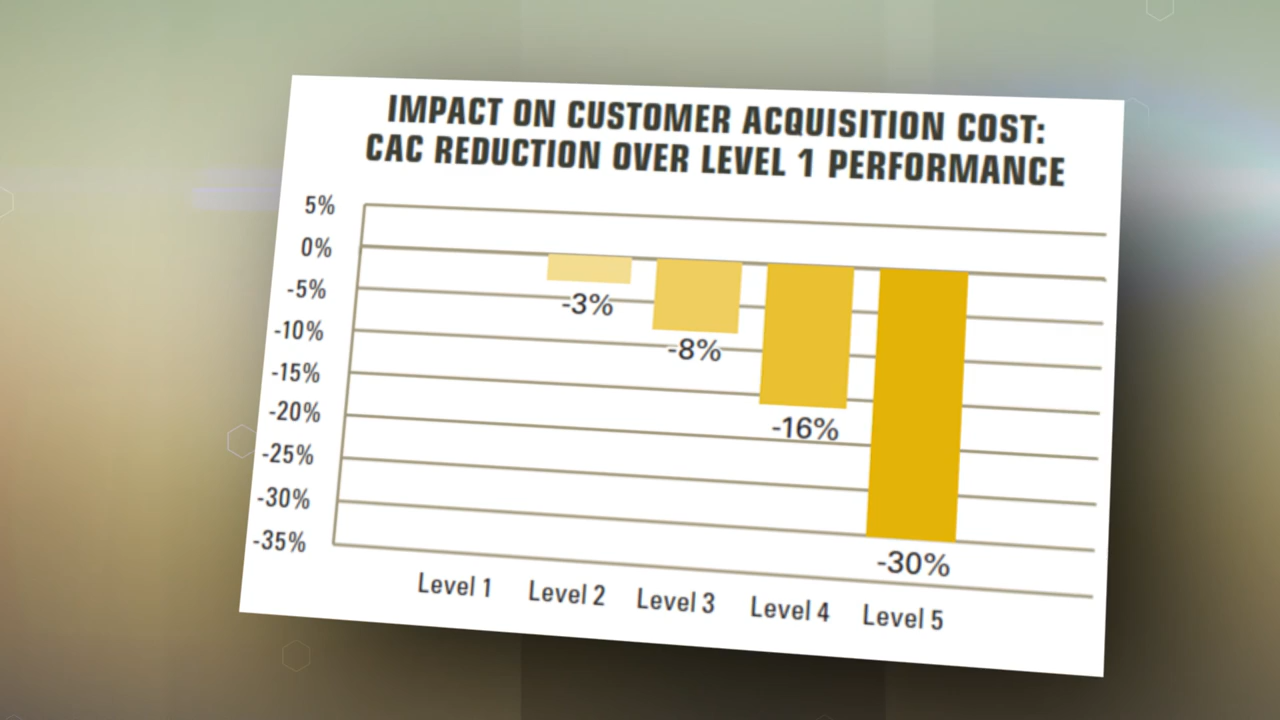 IMPACT ON CUSTOMER ACQUISITION COST:
CAC REDUCTION OVER LEVEL 1 PERFORMANCE
5%
0%
-5%
-10%
-15%
-20%
-25%
-30%
-35%
-3%
-8%
-16%
-30%
Level 1
Level 2
Level 3
Level 4
Level 5